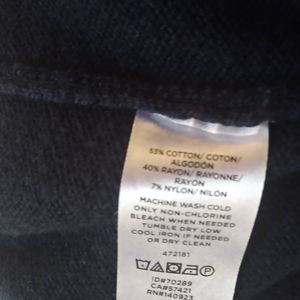 53% COTTON/ COTON/
ALGODÓN
40% RAYON/ RAYONNE/
RAYÓN
7% NYLON/ NILÓN
MACHINE WASH COLD
ONLY NON-CHLORINE
BLEACH WHEN NEEDED
TUMBLE DRY LOW
COOL IRON IF NEEDED
OR DRY CLEAN
472181
ID#70289
CA#57421
RN#140923